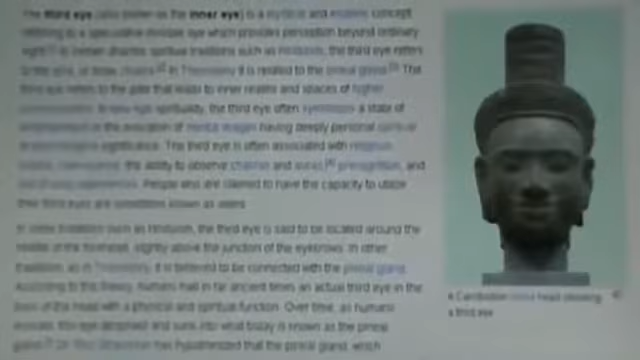 The third eye (also known as the inner eye) is a mystical and esoteric concept
referring to a speculative invisible eye which provides perception beyond ordinary
sight. In certain dharmic spiritual traditions such as Hinduism, the third eye refers
to the ajna, or brow, chakra. In Theosophy it is related to the pineal gland. The
third eye refers to the gate that leads to inner realms and spaces of higher
consciousness. In New Age spirituality, the third eye often symbolizes a state of
enlightenment or the evocation of mental images having deeply personal spiritual or
psychological significance. The third eye is often associated with religious
visions, clairvoyance, the ability to observe chakras and auras, precognition, and
out-of-body experiences. People who are claimed to have the capacity to utilize
their third eyes are sometimes known as seers.
In some traditions such as Hinduism, the third eye is said to be located around the
middle of the forehead, slightly above the junction of the eyebrows. In other
traditions, as in Theosophy, it is believed to be connected with the pineal gland.
According to this theory, humans had in far ancient times an actual third eye in the
back of the head with a physical and spiritual function. Over time, as humans
evolved, this eye atrophied and sunk into what today is known as the pineal
gland. Dr. Rick Strassman has hypothesized that the pineal gland, which
A Cambodian head showing
a third eye